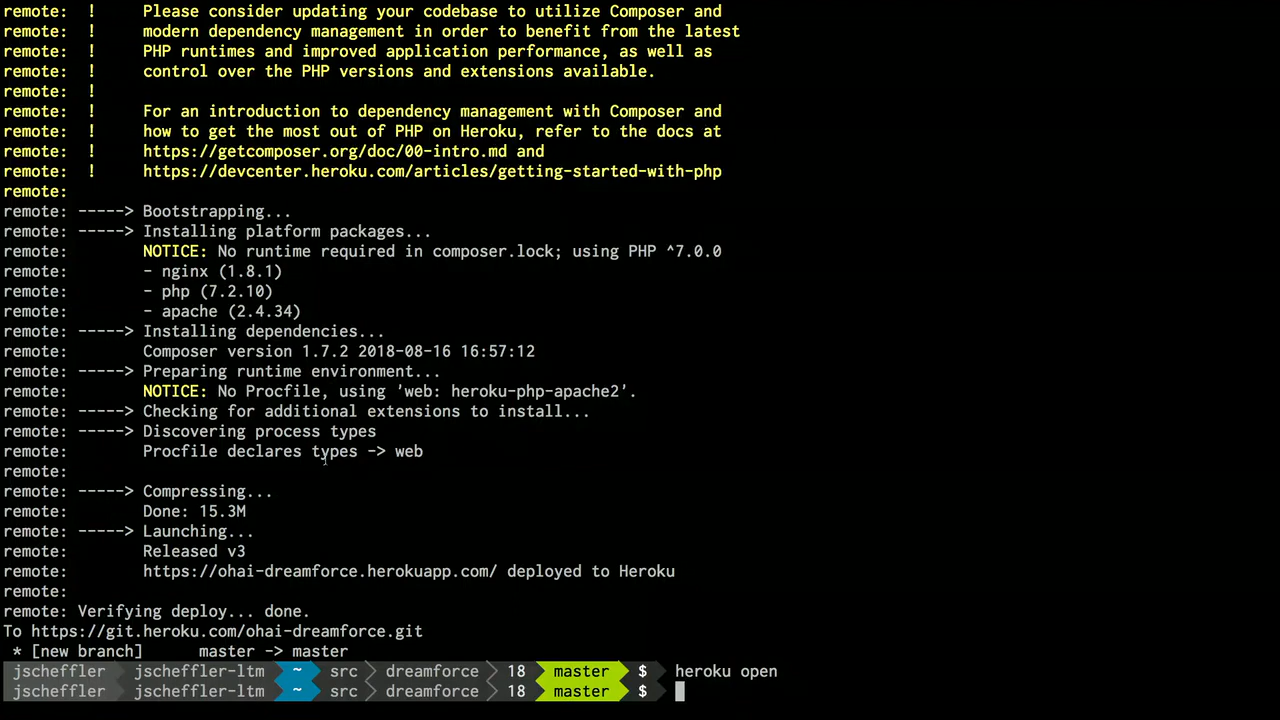 remote:  !     Please consider updating your codebase to utilize Composer and
remote:  !     modern dependency management in order to benefit from the latest
remote:  !     PHP runtimes and improved application performance, as well as
remote:  !     control over the PHP versions and extensions available.
remote:  !
remote:  !     For an introduction to dependency management with Composer and
remote:  !     how to get the most out of PHP on Heroku, refer to the docs at
remote:  !     https://getcomposer.org/doc/00-intro.md and
remote:  !     https://devcenter.heroku.com/articles/getting-started-with-php
remote:
remote: -----> Bootstrapping...
remote: -----> Installing platform packages...
remote:        NOTICE: No runtime required in composer.lock; using PHP ^7.0.0
remote:        - nginx (1.8.1)
remote:        - php (7.2.10)
remote:        - apache (2.4.34)
remote: -----> Installing dependencies...
remote:        Composer version 1.7.2 2018-08-16 16:57:12
remote: -----> Preparing runtime environment...
remote:        NOTICE: No Procfile, using 'web: heroku-php-apache2'.
remote: -----> Checking for additional extensions to install...
remote: -----> Discovering process types
remote:        Procfile declares types -> web
remote:
remote: -----> Compressing...
remote:        Done: 15.3M
remote: -----> Launching...
remote:        Released v3
remote:        https://ohai-dreamforce.herokuapp.com/ deployed to Heroku
remote:
remote: Verifying deploy... done.
To https://git.heroku.com/ohai-dreamforce.git
 * [new branch]      master -> master
jscheffler jscheffler-ltm ~ src dreamforce 18 master $ heroku open
jscheffler jscheffler-ltm ~ src dreamforce 18 master $